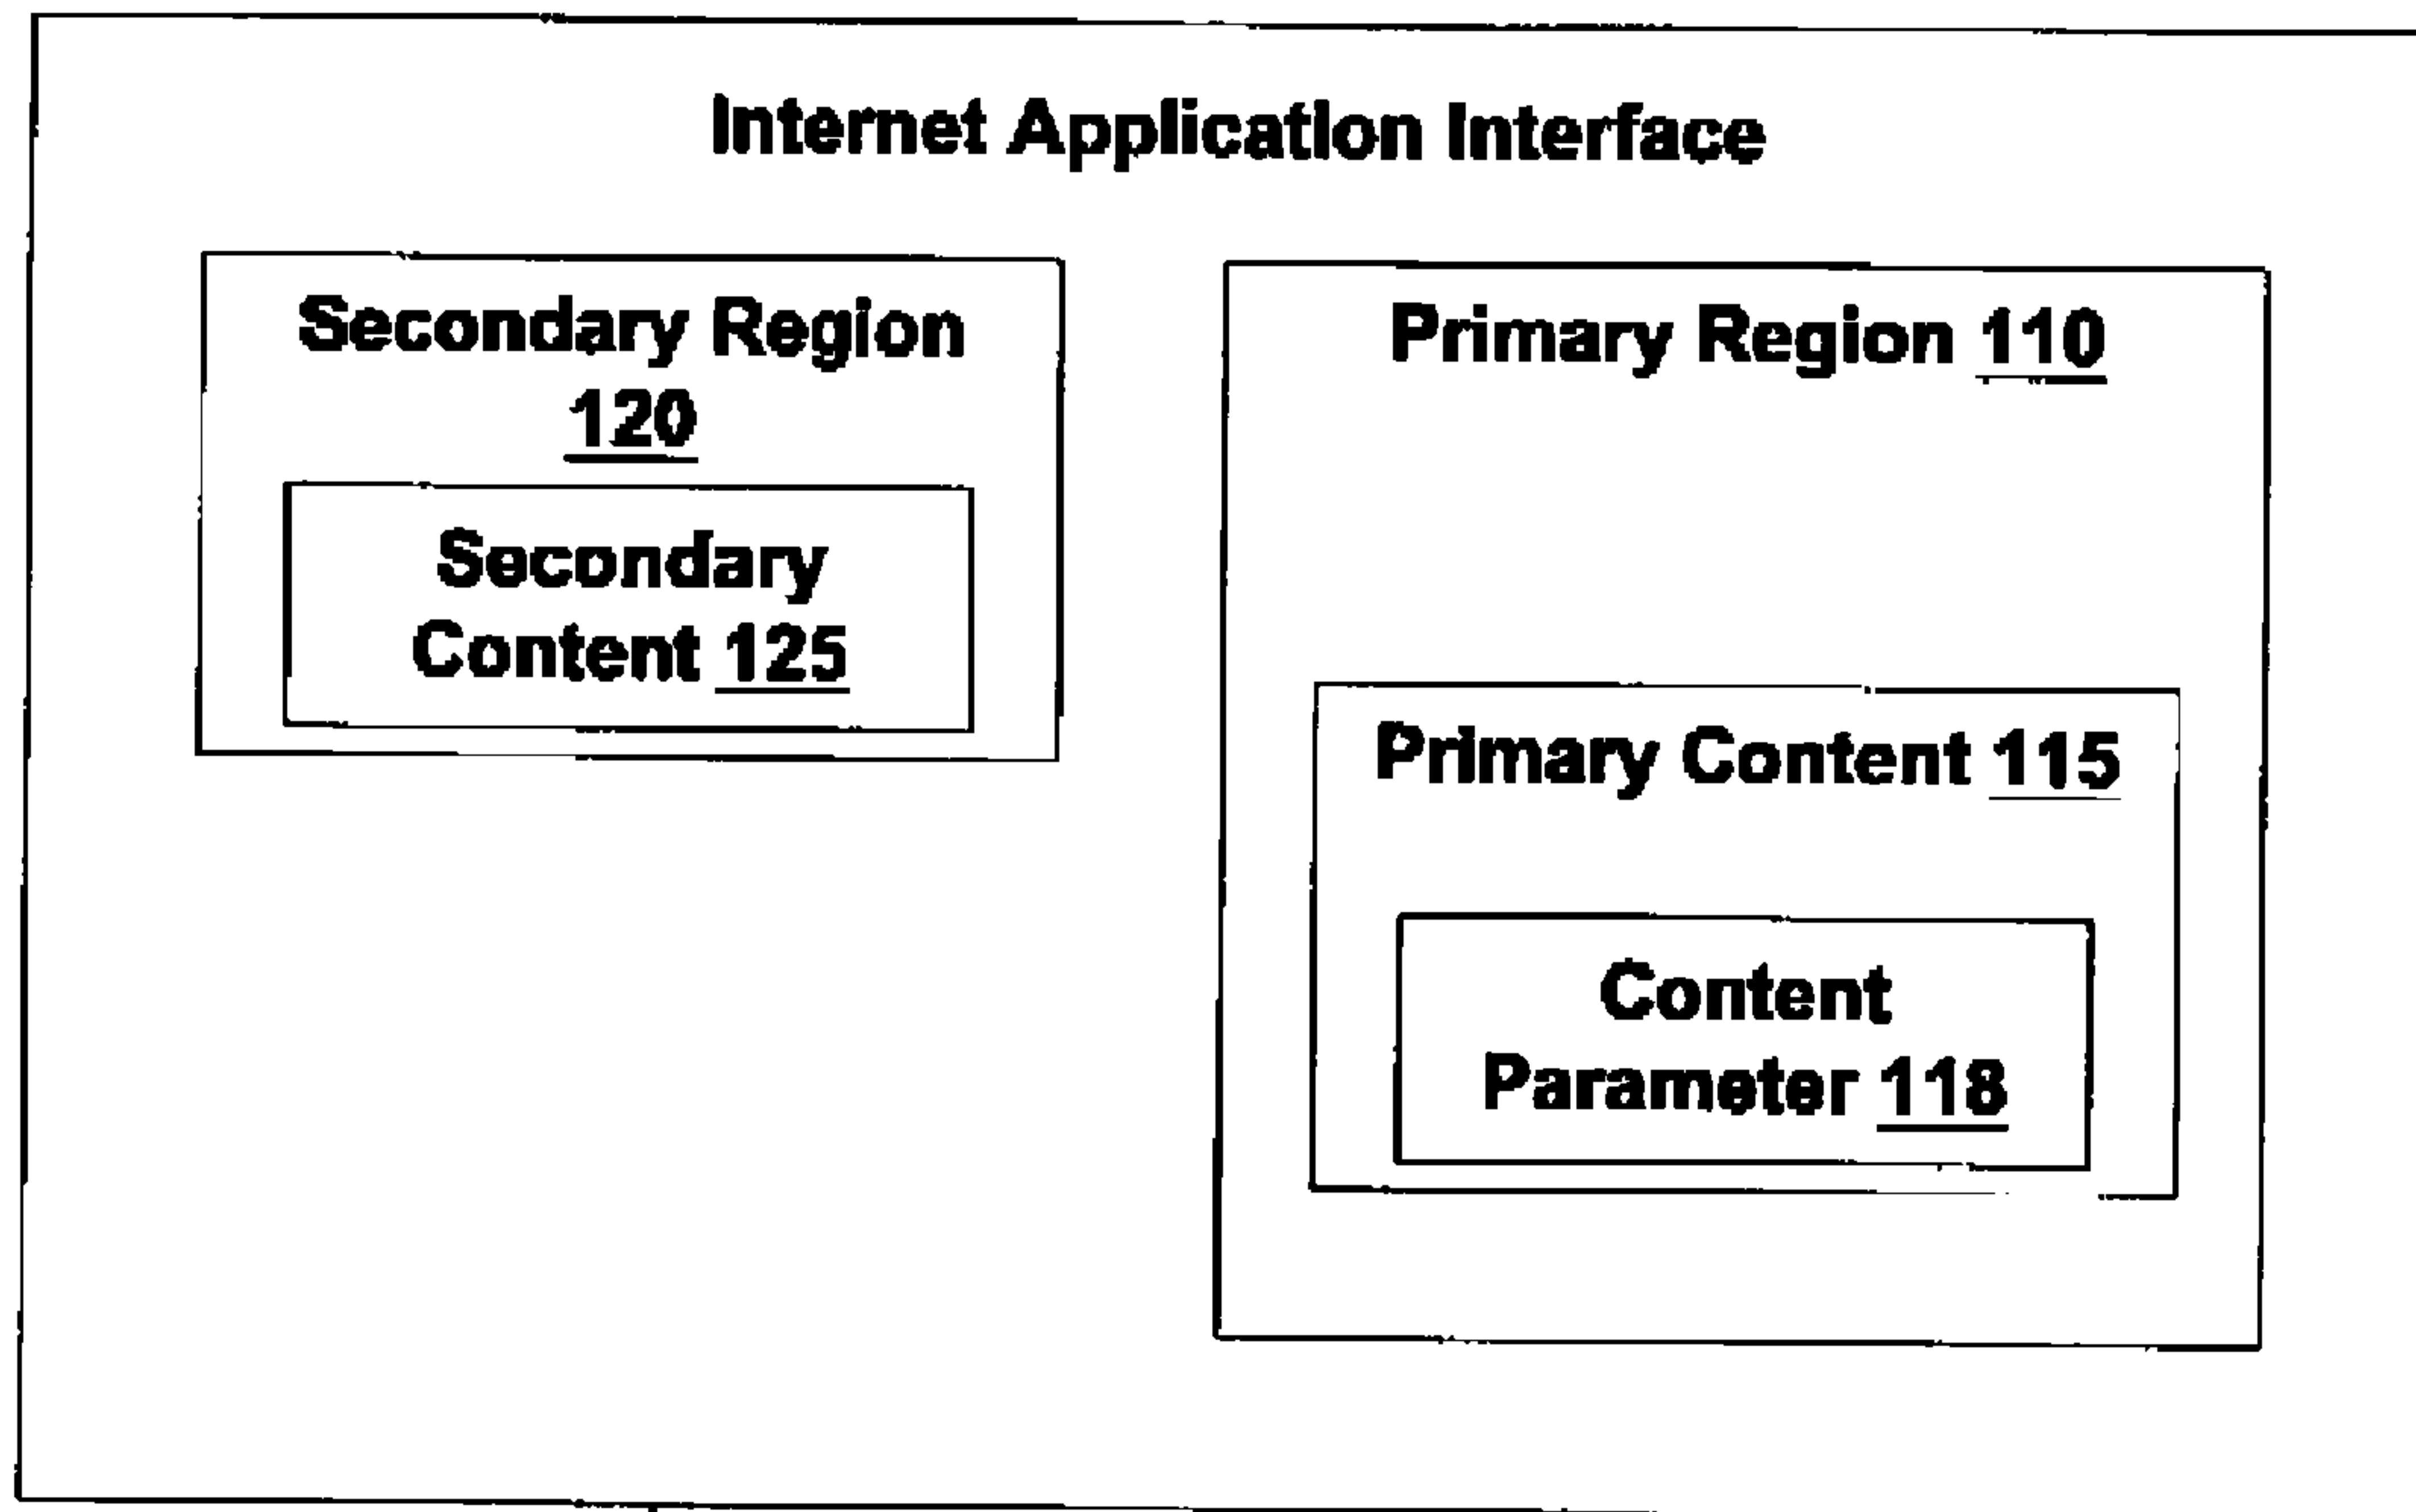 Internet Application Interface
Secondary Region
120
Secondary
Content 125
Primary Region 110
Primary Content 115
Content
Parameter 118